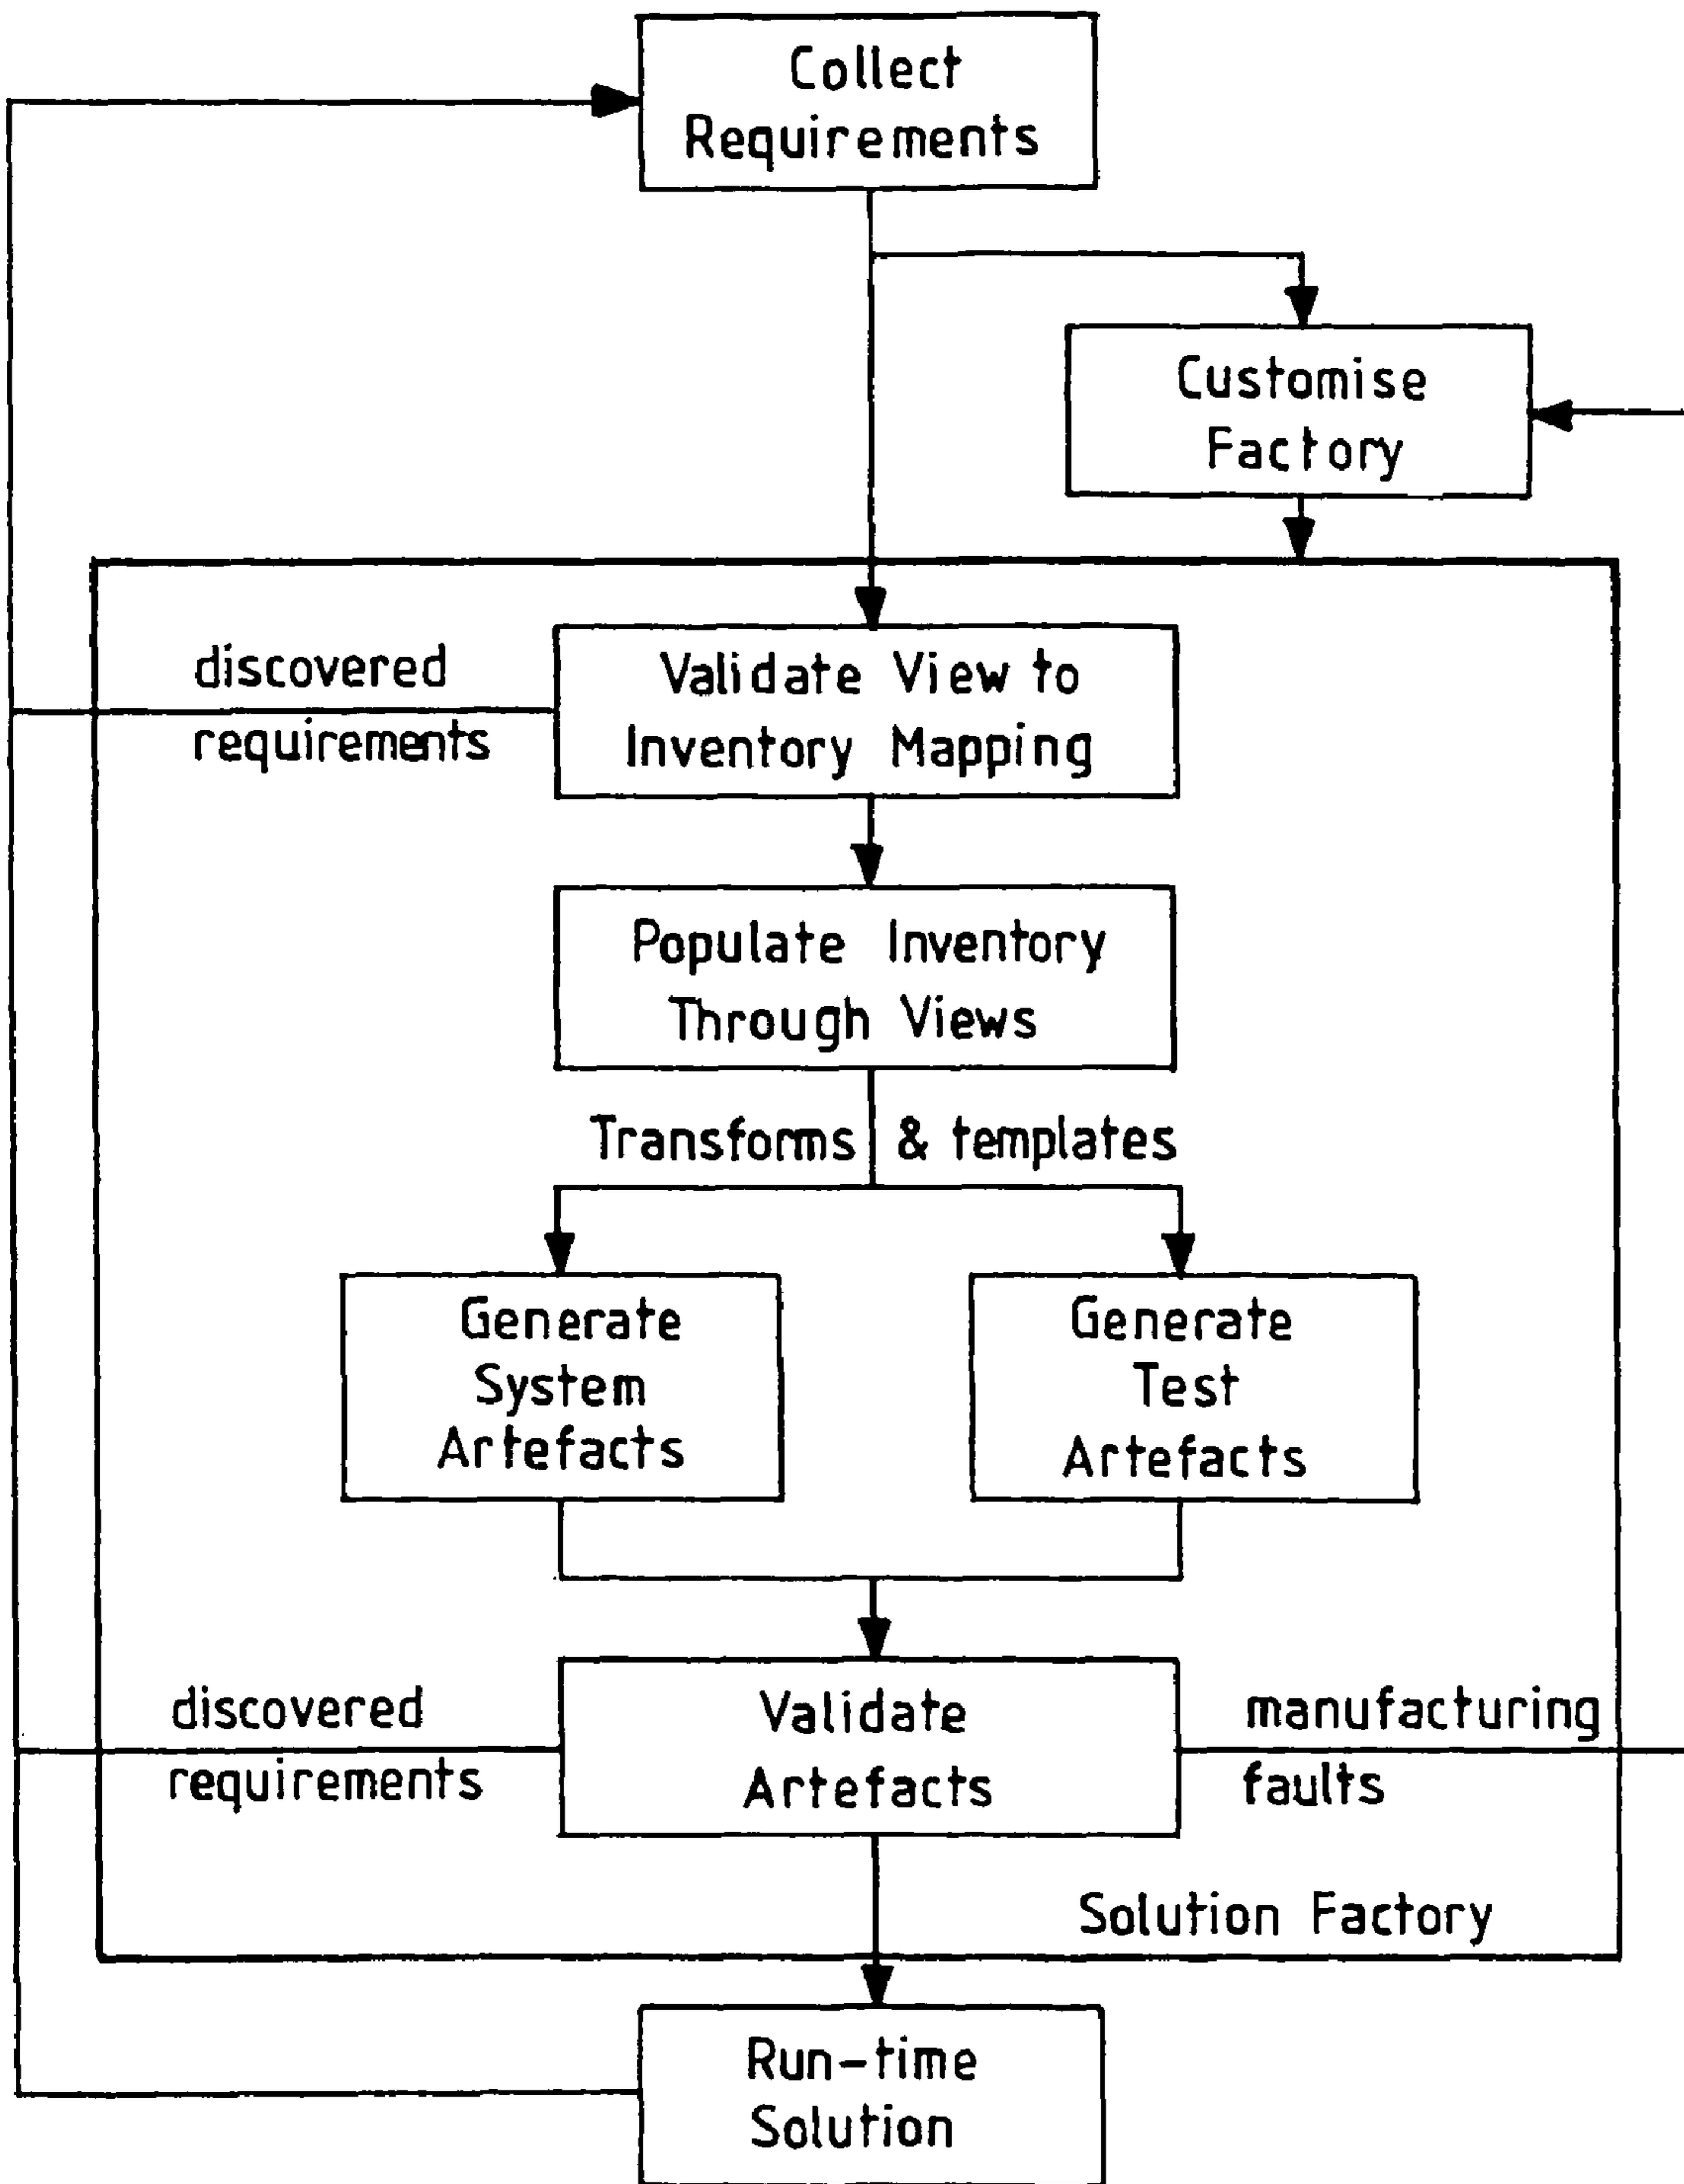 Collect
Requirements
Customise
Factory
discovered
requirements
Validate View to
Inventory Mapping
Populate Inventory
Through Views
Transforms & templates
Generate
System
Artefacts
Generate
Test
Artefacts
discovered
requirements
Validate
Artefacts
manufacturing
faults
Solution Factory
Run-time
Solution